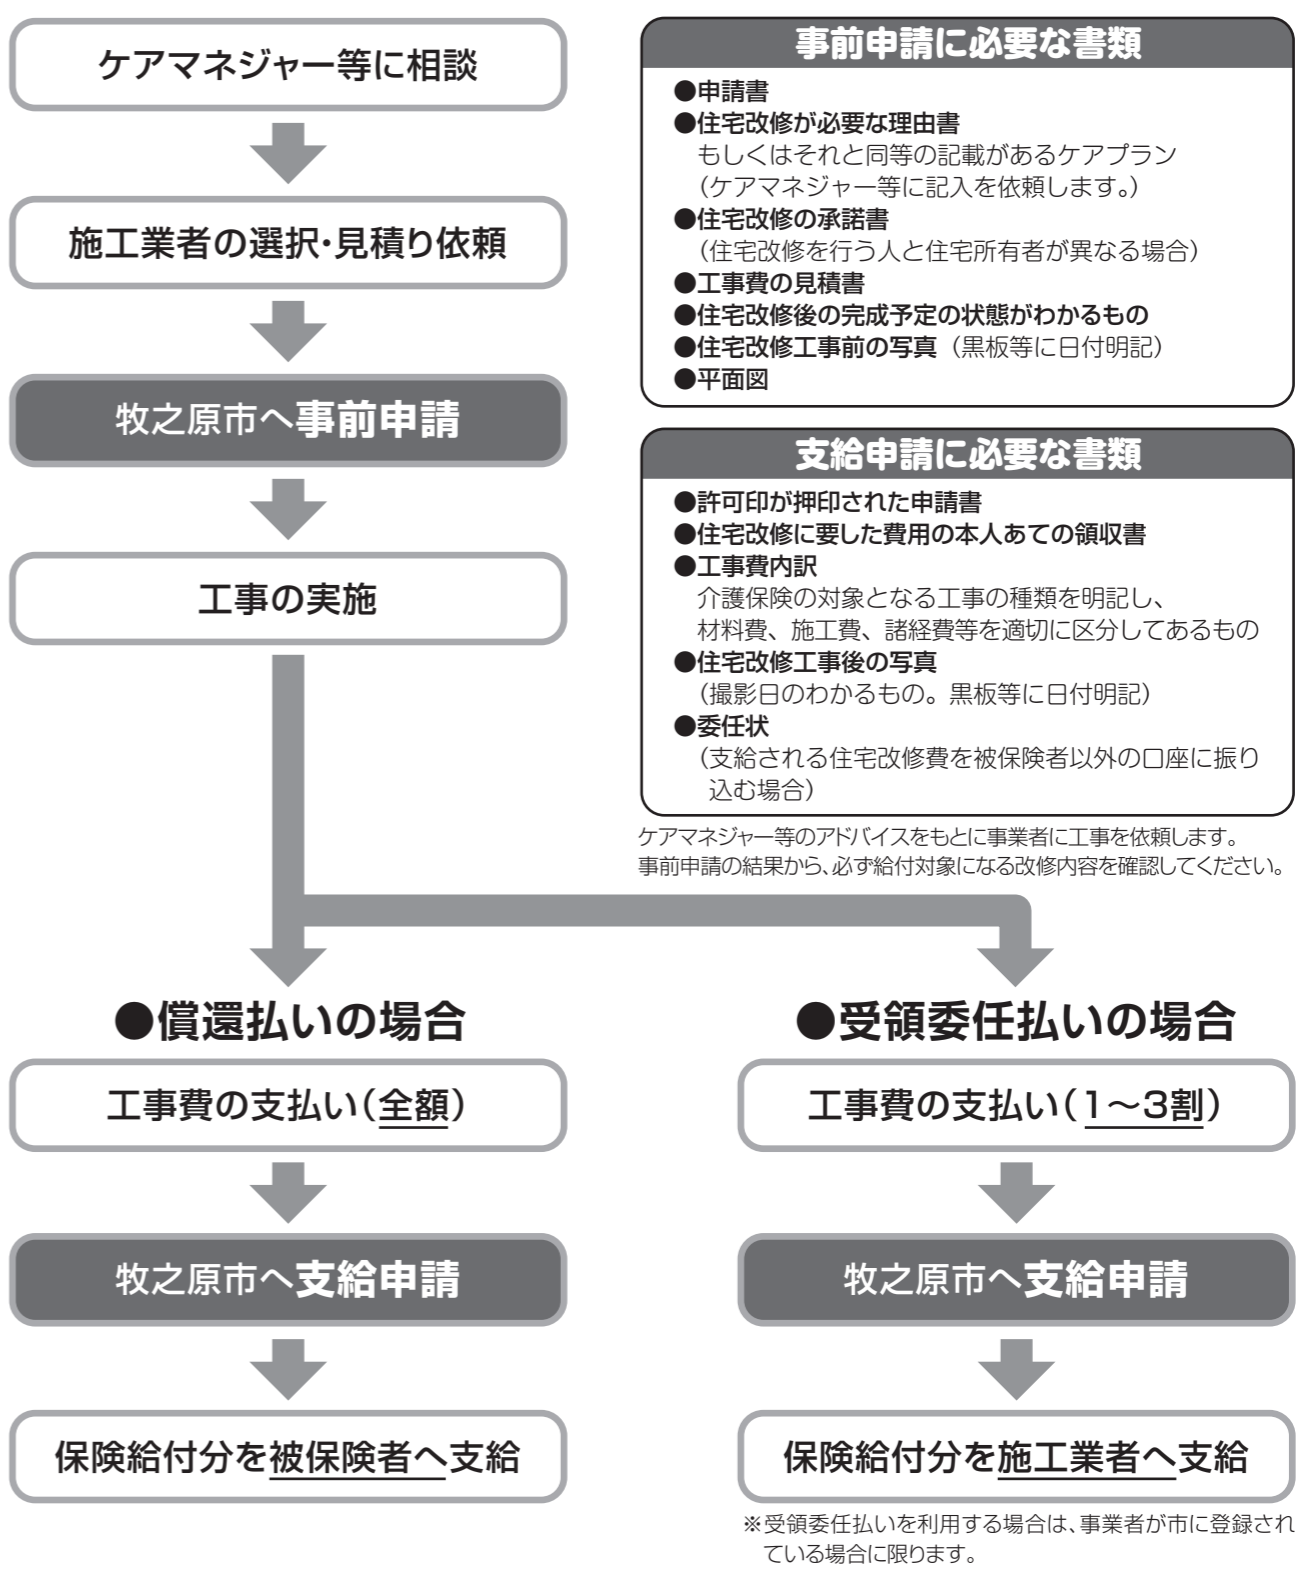 ケアマネジャー等に相談
施工業者の選択・見積り依頼
牧之原市へ事前申請
工事の実施
事前申請に必要な書類
●申請書
●住宅改修が必要な理由書
もしくはそれと同等の記載があるケアプラン
（ケアマネジャー等に記入を依頼します。）
●住宅改修の承諾書
（住宅改修を行う人と住宅所有者が異なる場合）
●工事費の見積書
●住宅改修後の完成予定の状態がわかるもの
●住宅改修工事前の写真（黒板等に日付明記）
●平面図
支給申請に必要な書類
●許可印が押印された申請書
●住宅改修に要した費用の本人あての領収書
●工事費内訳
介護保険の対象となる工事の種類を明記し、
材料費、施工費、諸経費等を適切に区分してあるもの
●住宅改修工事後の写真
（撮影日のわかるもの。黒板等に日付明記）
●委任状
（支給される住宅改修費を被保険者以外の口座に振り
込む場合）
ケアマネジャー等のアドバイスをもとに事業者に工事を依頼します。
事前申請の結果から、必ず給付対象になる改修内容を確認してください。
●償還払いの場合
工事費の支払い（全額）
牧之原市へ支給申請
保険給付分を被保険者へ支給
●受領委任払いの場合
工事費の支払い（1～3割）
牧之原市へ支給申請
保険給付分を施工業者へ支給
※受領委任払いを利用する場合は、事業者が市に登録され
ている場合に限ります。